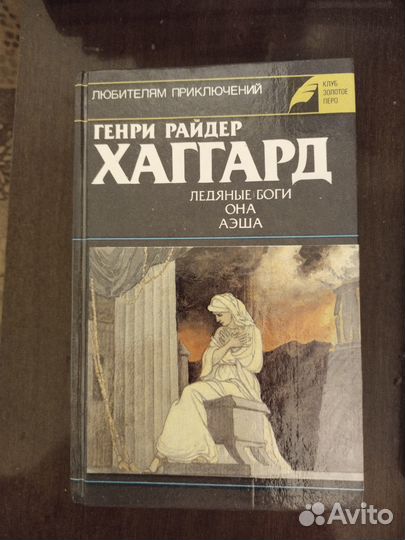 ЛЮБИТЕЛЯМ ПРИКЛЮЧЕНИЙ
КЛУБ
ЗОЛОТОЕ
ПЕРО
ГЕНРИ РАЙДЕР
ХАГГАРД
ЛЕДЯНЫЕ БОГИ
ОНА
АЭША
Avito